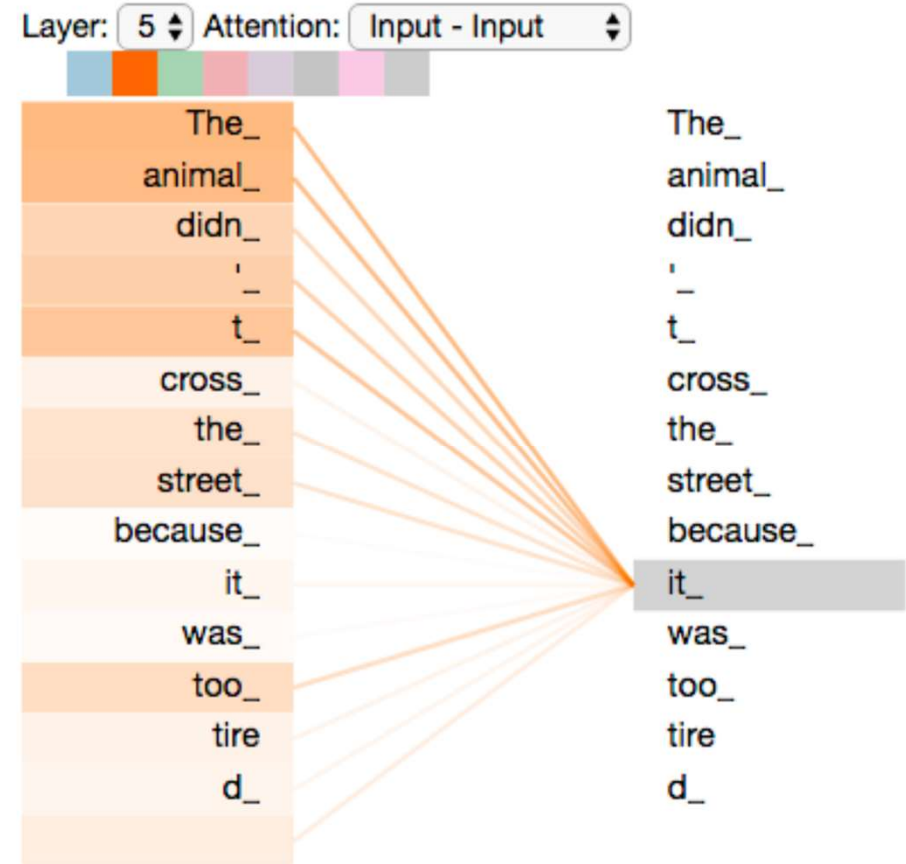 Layer: 5 Attention: Input - Input
The_ The_
animal_ animal_
didn_ didn_
'_ '_
t_ t_
cross_ cross_
the_ the_
street_ street_
because_ because_
it_ it_
was_ was_
too_ too_
tire tire
d_ d_